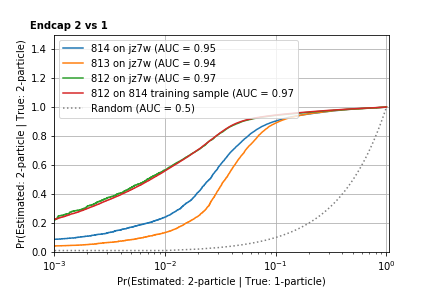 Endcap 2 vs 1
Pr(Estimated: 2-particle | True: 2-particle)
1.4
1.2
1.0
0.8
0.6
0.4
0.2
0.0
814 on jz7w (AUC = 0.95
813 on jz7w (AUC = 0.94
812 on jz7w (AUC = 0.97
812 on 814 training sample (AUC = 0.97
Random (AUC = 0.5)
10⁻³ 10⁻² 10⁻¹ 10⁰
Pr(Estimated: 2-particle | True: 1-particle)